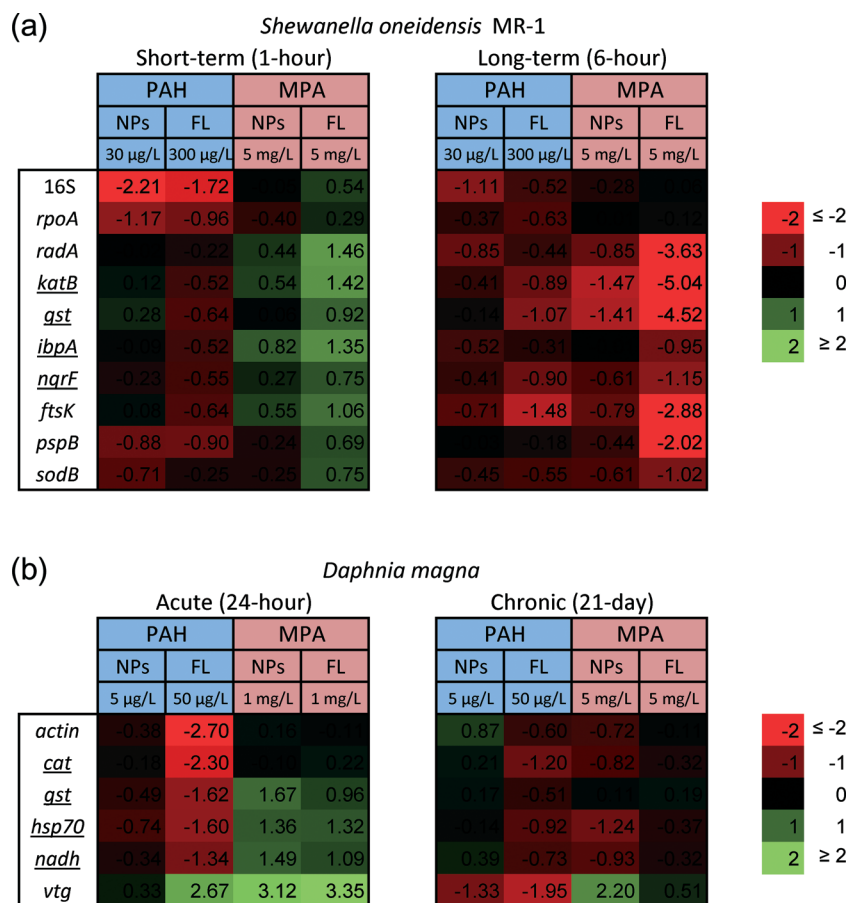 (a)
Shewanella oneidensis MR-1
Short-term (1-hour) Long-term (6-hour)
PAH MPA PAH MPA
NPs FL NPs FL NPs FL NPs FL
30 µg/L 300 µg/L 5 mg/L 5 mg/L 30 µg/L 300 µg/L 5 mg/L 5 mg/L
16S -2.21 -1.72 0.54 -1.11 -0.52 -0.28
rpoA -1.17 -0.96 -0.40 0.29 -0.37 -0.63 -0.12
radA -0.22 0.44 1.46 -0.85 -0.44 -0.85 -3.63
katB 0.12 -0.52 0.54 1.42 -0.41 -0.89 -1.47 -5.04
gst 0.28 -0.64 0.92 -0.14 -1.07 -1.41 -4.52
ibpA -0.09 -0.52 0.82 1.35 -0.52 -0.31 -0.95
nqrF -0.23 -0.55 0.27 0.75 -0.41 -0.90 -0.61 -1.15
ftsK 0.08 -0.64 0.55 1.06 -0.71 -1.48 -0.79 -2.88
pspB -0.88 -0.90 -0.24 0.69 -0.18 -0.44 -2.02
sodB -0.71 -0.25 -0.25 0.75 -0.45 -0.55 -0.61 -1.02
-2 ≤ -2
-1 -1
0
1 1
2 ≥ 2
(b)
Daphnia magna
Acute (24-hour) Chronic (21-day)
PAH MPA PAH MPA
NPs FL NPs FL NPs FL NPs FL
5 µg/L 50 µg/L 1 mg/L 1 mg/L 5 µg/L 50 µg/L 5 mg/L 5 mg/L
actin -0.38 -2.70 0.16 -0.11 0.87 -0.60 -0.72 -0.11
cat -0.18 -2.30 0.10 0.22 0.21 -1.20 -0.82 -0.32
gst -0.49 -1.62 1.67 0.96 0.17 -0.51 0.11 0.19
hsp70 -0.74 -1.60 1.36 1.32 -0.14 -0.92 -1.24 -0.37
nadh -0.34 -1.34 1.49 1.09 0.39 -0.73 -0.93 -0.32
vtg 0.33 2.67 3.12 3.35 -1.33 -1.95 2.20 0.51
-2 ≤ -2
-1 -1
0
1 1
2 ≥ 2